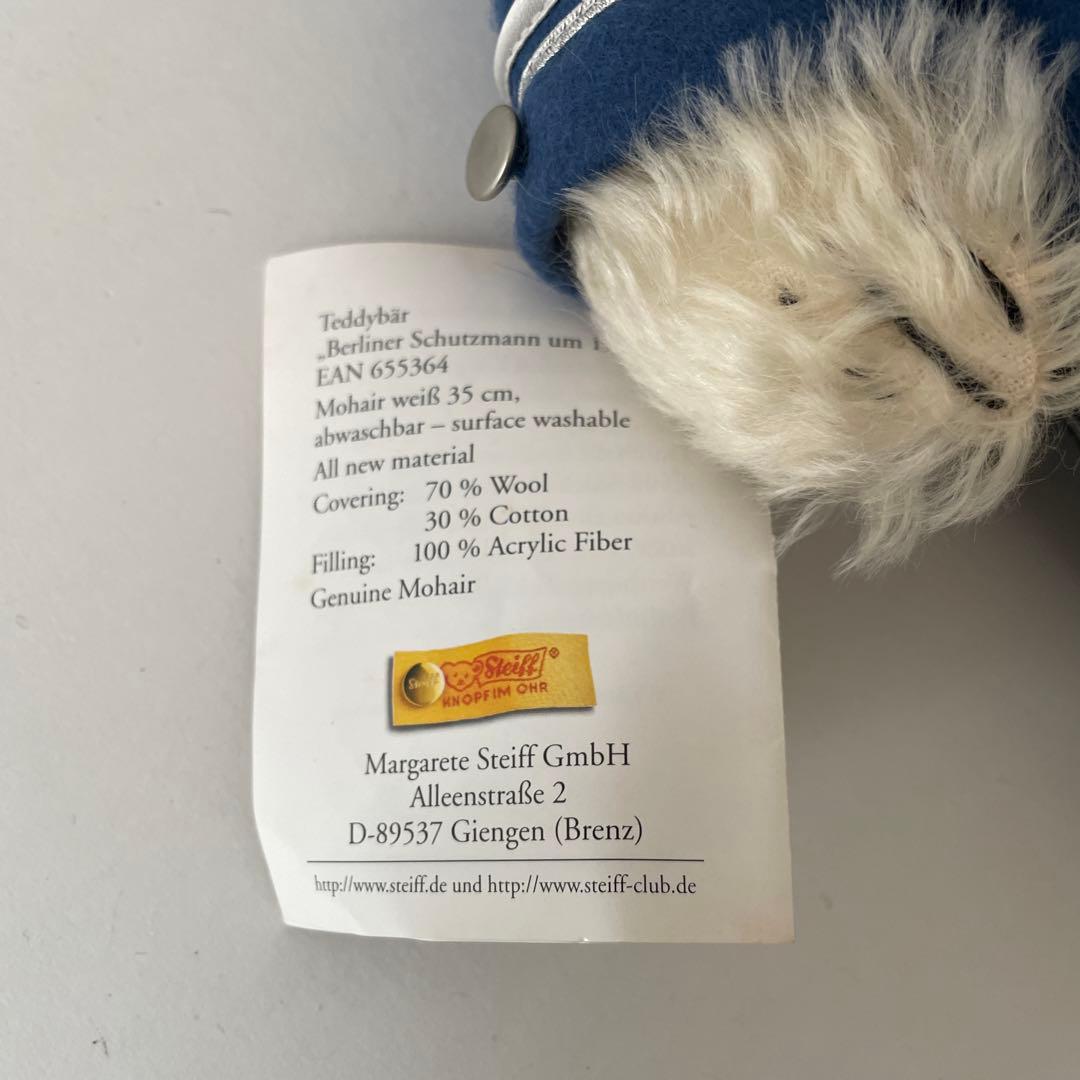 Teddybär
„Berliner Schutzmann um
EAN 655364
Mohair weiß 35 cm,
abwaschbar – surface washable
All new material
Covering: 70 % Wool
30 % Cotton
Filling: 100 % Acrylic Fiber
Genuine Mohair
Steiff Steiff®
KNOPF IM OHR
Margarete Steiff GmbH
Alleenstraße 2
D-89537 Giengen (Brenz)
http://www.steiff.de und http://www.steiff-club.de